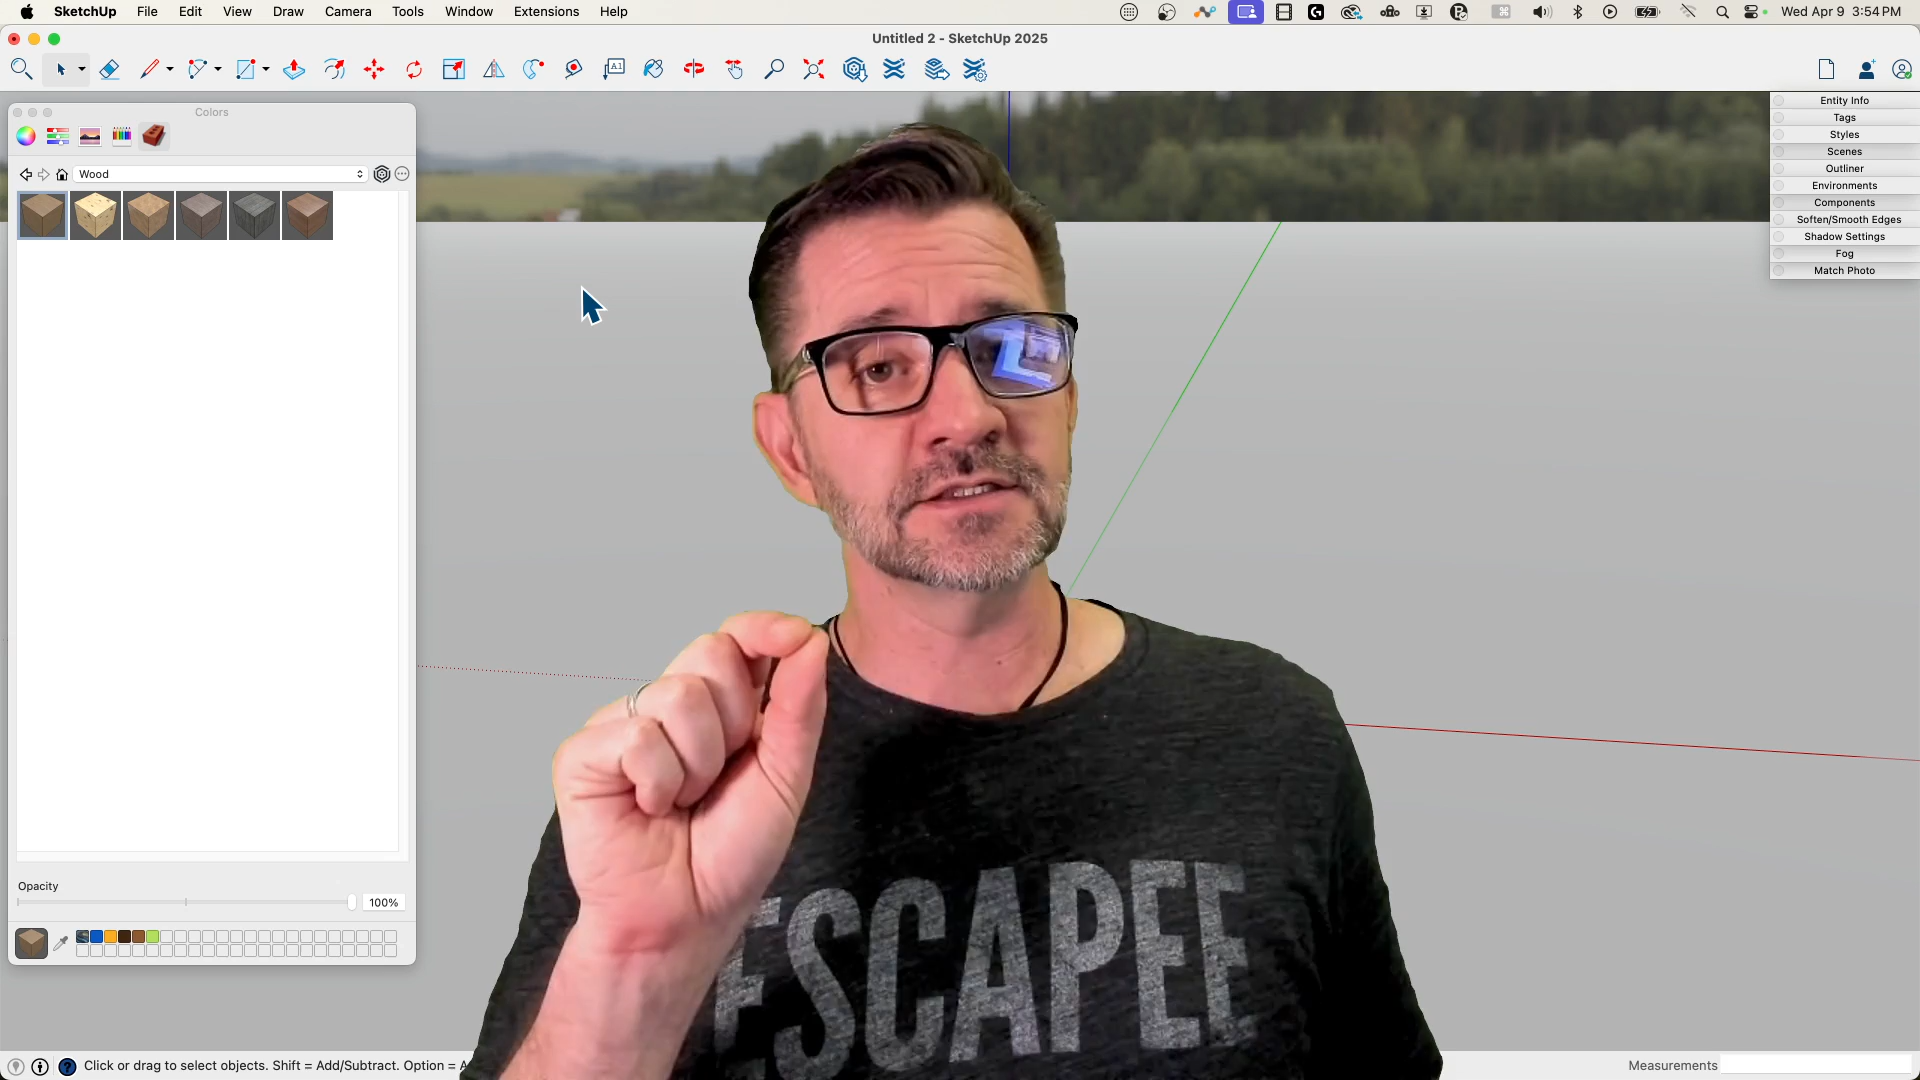 SketchUp File Edit View Draw Camera Tools Window Extensions Help
Wed Apr 9 3:54 PM
Untitled 2 - SketchUp 2025
A1
Colors
Wood
Opacity
100%
Entity Info
Tags
Styles
Scenes
Outliner
Environments
Components
Soften/Smooth Edges
Shadow Settings
Fog
Match Photo
ESCAPEE
Click or drag to select objects. Shift = Add/Subtract. Option = A
Measurements